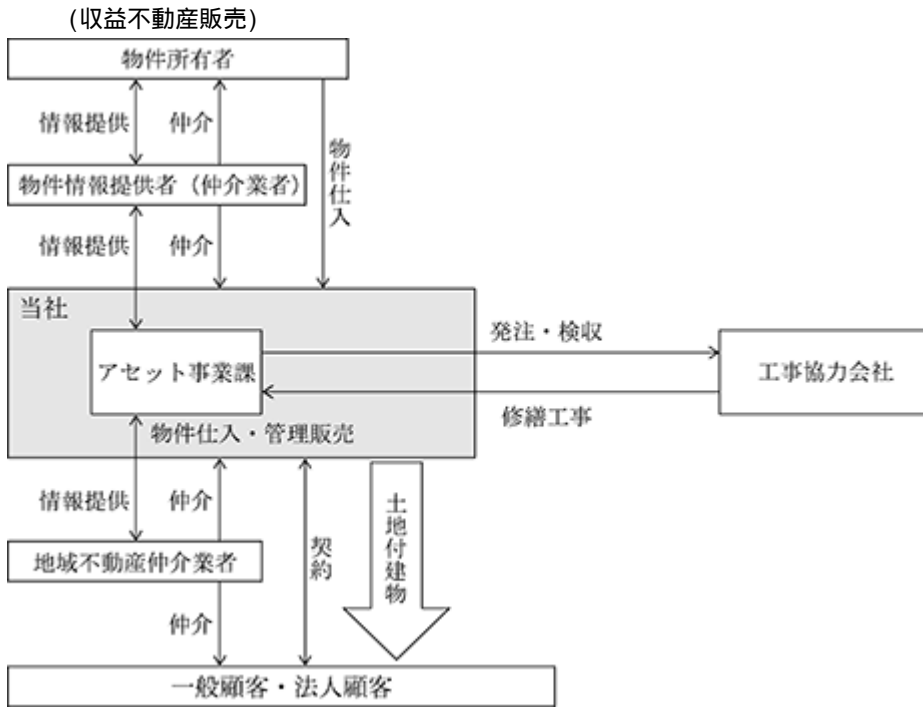 (収益不動産販売)
物件所有者
情報提供
仲介
物件仕入
物件情報提供者(仲介業者)
情報提供
仲介
当社
アセット事業課
発注・検収
工事協力会社
修繕工事
物件仕入・管理販売
情報提供
仲介
契約
土地付建物
地域不動産仲介業者
仲介
一般顧客・法人顧客